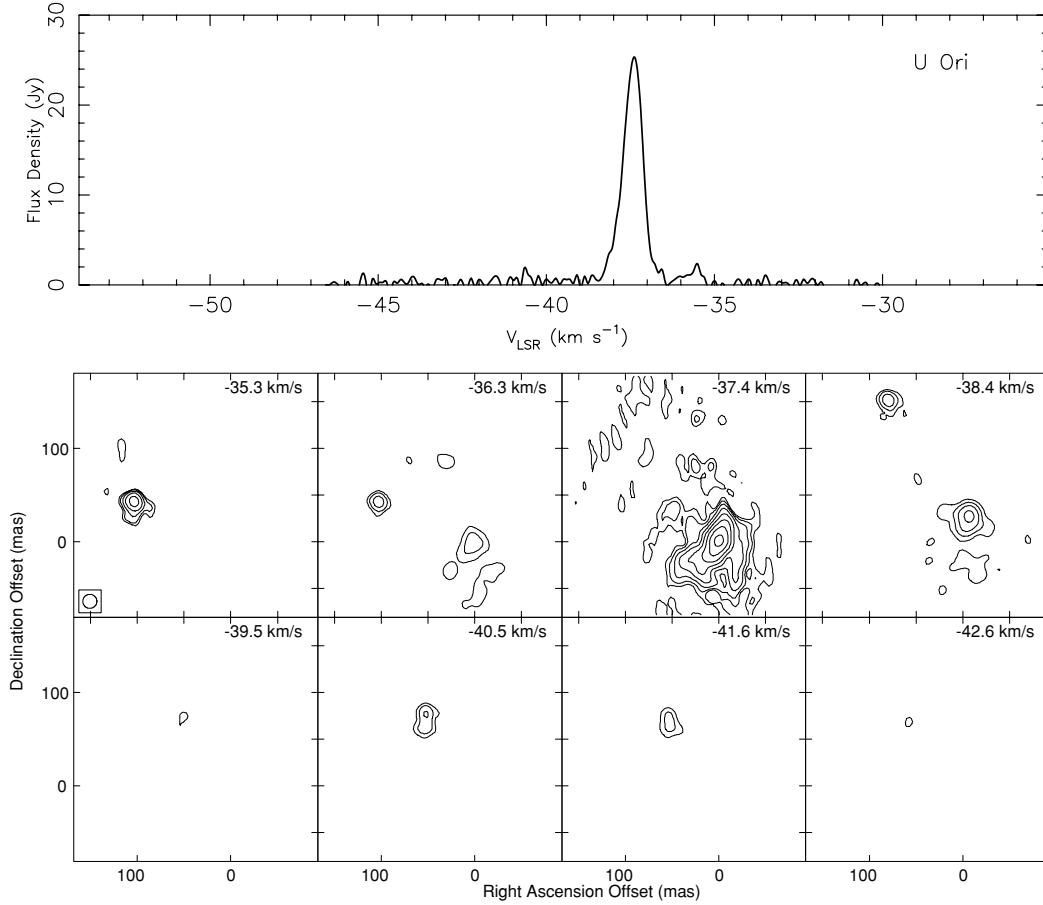 30
20
10
0
Flux Density (Jy)
U Ori
−50
−45
−40
−35
−30
V_LSR (km s⁻¹)
-35.3 km/s
-36.3 km/s
-37.4 km/s
-38.4 km/s
100
0
-39.5 km/s
-40.5 km/s
-41.6 km/s
-42.6 km/s
100
0
Declination Offset (mas)
100 0 100 0 100 0 100 0
Right Ascension Offset (mas)